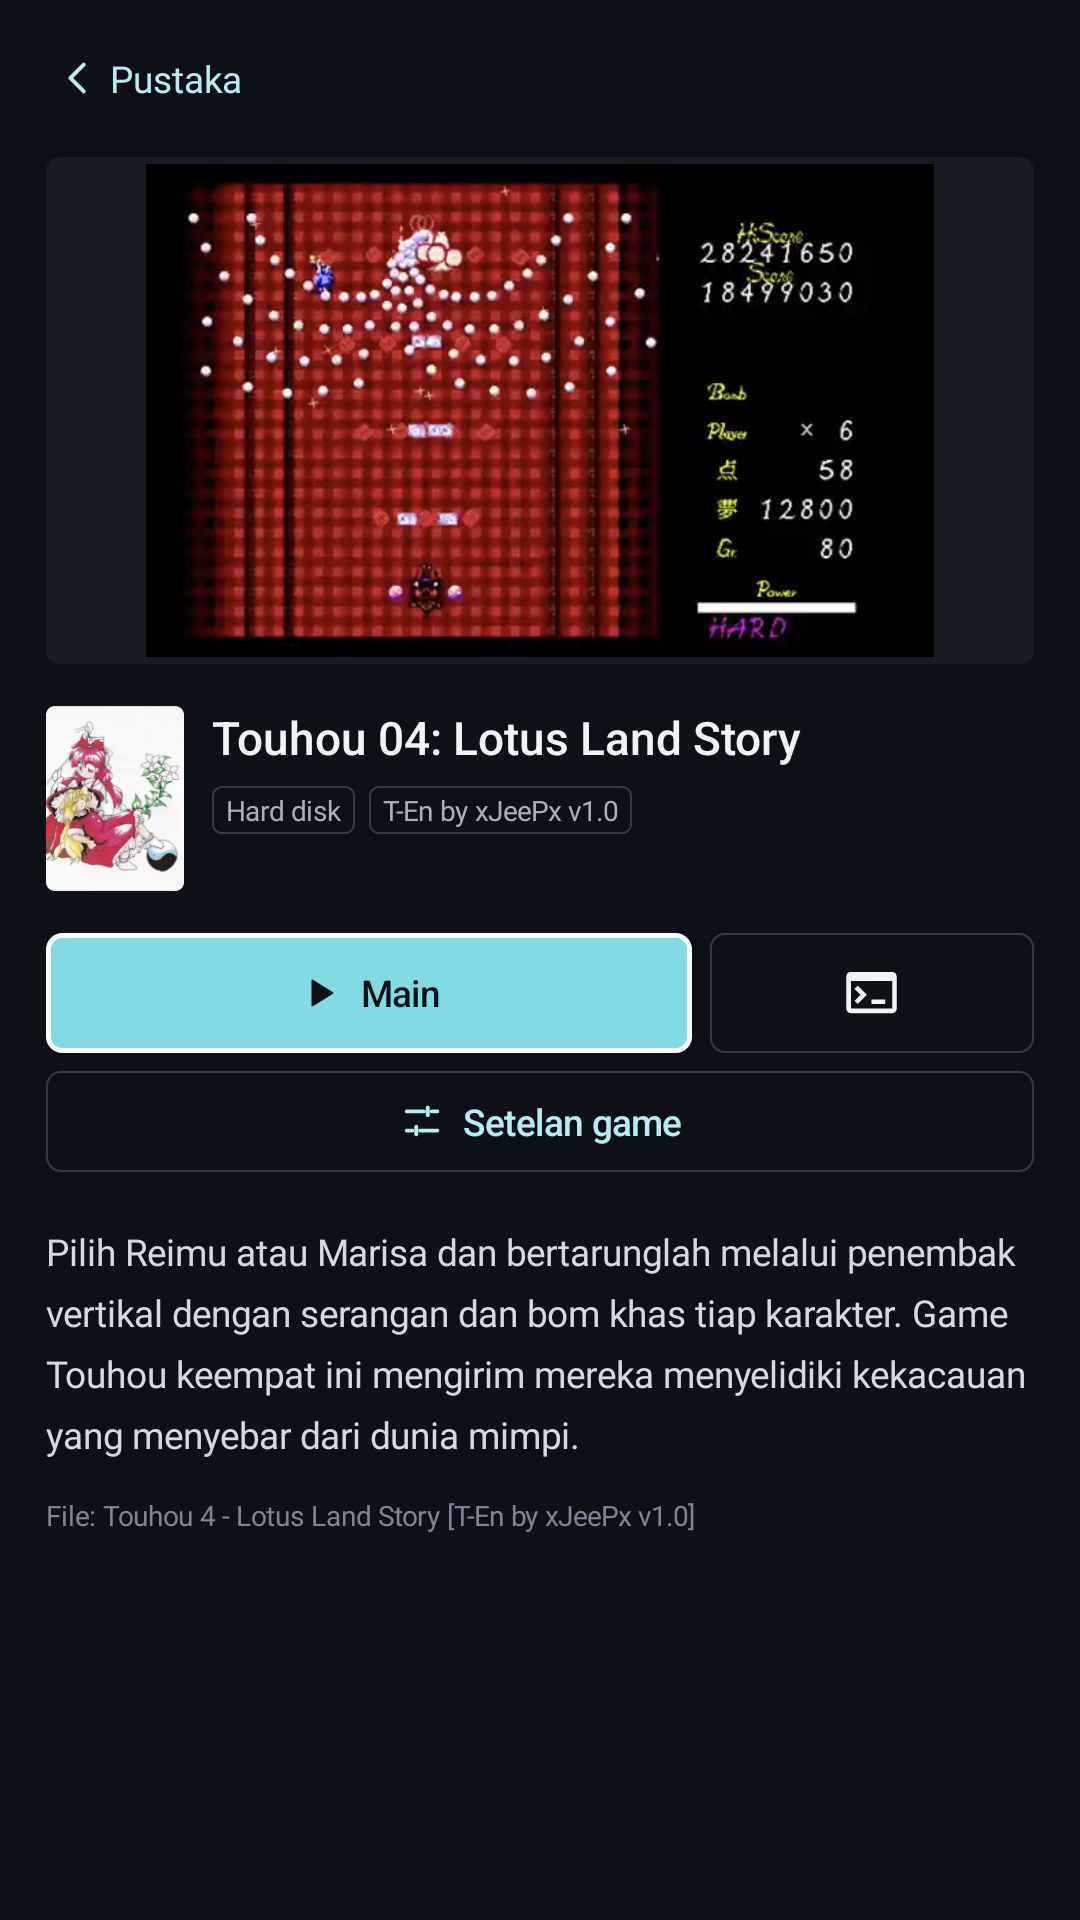 Pustaka
HiScore
28241650
Score
18499030
Bomb
Player × 6
点 58
夢 12800
Gr. 80
Power
HARD
Touhou 04: Lotus Land Story
Hard disk
T-En by xJeePx v1.0
Main
Setelan game
Pilih Reimu atau Marisa dan bertarunglah melalui penembak
vertikal dengan serangan dan bom khas tiap karakter. Game
Touhou keempat ini mengirim mereka menyelidiki kekacauan
yang menyebar dari dunia mimpi.
File: Touhou 4 - Lotus Land Story [T-En by xJeePx v1.0]